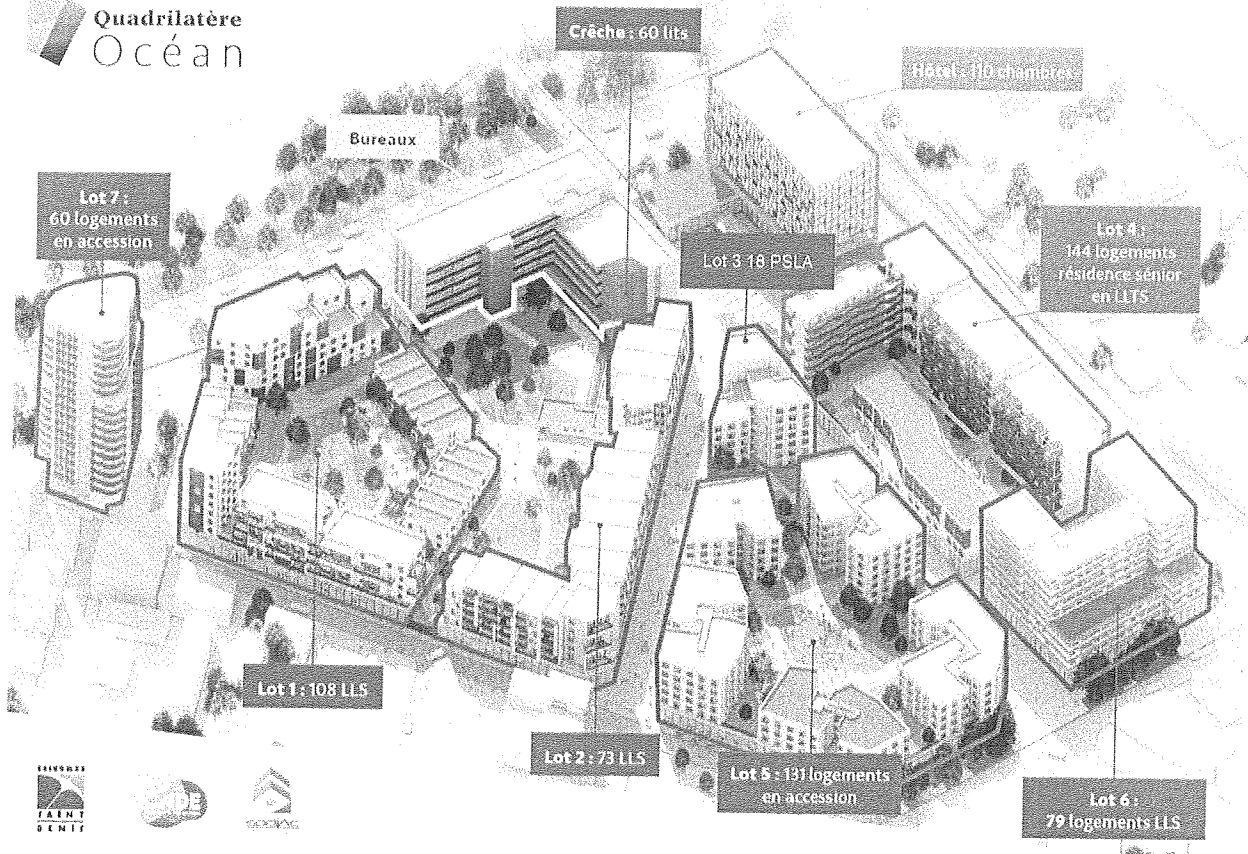 Quadrilatère
Océan
Crèche : 60 lits
Hôtel : 110 chambres
Bureaux
Lot 7 :
60 logements
en accession
Lot 3 18 PSLA
Lot 4 :
144 logements
résidence sénior
en LLTS
Lot 1 : 108 LLS
Lot 2 : 73 LLS
Lot 5 : 131 logements
en accession
Lot 6 :
79 logements LLS
SAINT
DENIS